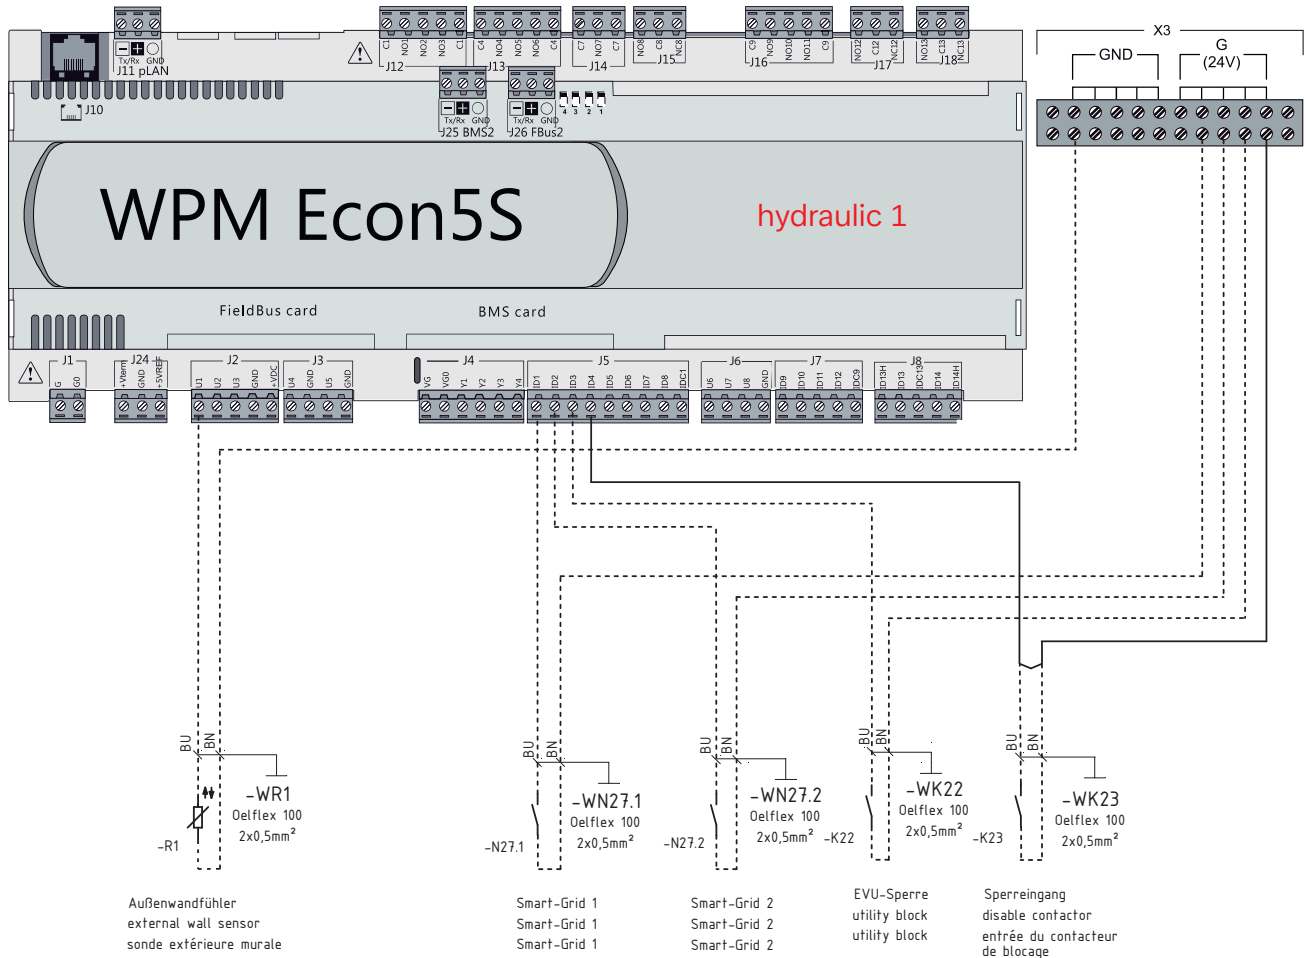 C1 NO1 NO2 NO3 C1
C4 NO4 NO5 NO6 C4
C7 NO7 C7
NO8 C8 NC8
C9 NO9 NO10 NO11 C9
NO12 C12 NC12
NO13 C13 NC13
Tx/Rx GND
J11 pLAN
J12
J13
J14
J15
J16
J17
J18
X3
GND
G
(24V)
J10
Tx/Rx GND
J25 BMS2
Tx/Rx GND
J26 FBus2
4 3 2 1
WPM Econ5S
hydraulic 1
FieldBus card
BMS card
J1
J24
J2
J3
J4
J5
J6
J7
J8
G G0
+Vterm GND +5VREF
U1 U2 U3 GND +VDC
U4 GND U5 GND
VG VG0 Y1 Y2 Y3 Y4
ID1 ID2 ID3 ID4 ID5 ID6 ID7 ID8 IDC1
U6 U7 U8 GND
ID9 ID10 ID11 ID12 IDC9
ID13H ID13 IDC13 ID14 ID14H
BU BN
BU BN
BU BN
BU BN
BU BN
-WR1
Oelflex 100
2x0,5mm²
-R1
-WN27.1
Oelflex 100
2x0,5mm²
-N27.1
-WN27.2
Oelflex 100
2x0,5mm²
-N27.2
-WK22
Oelflex 100
2x0,5mm²
-K22
-WK23
Oelflex 100
2x0,5mm²
-K23
Außenwandfühler
external wall sensor
sonde extérieure murale
Smart-Grid 1
Smart-Grid 1
Smart-Grid 1
Smart-Grid 2
Smart-Grid 2
Smart-Grid 2
EVU-Sperre
utility block
utility block
Sperreingang
disable contactor
entrée du contacteur
de blocage